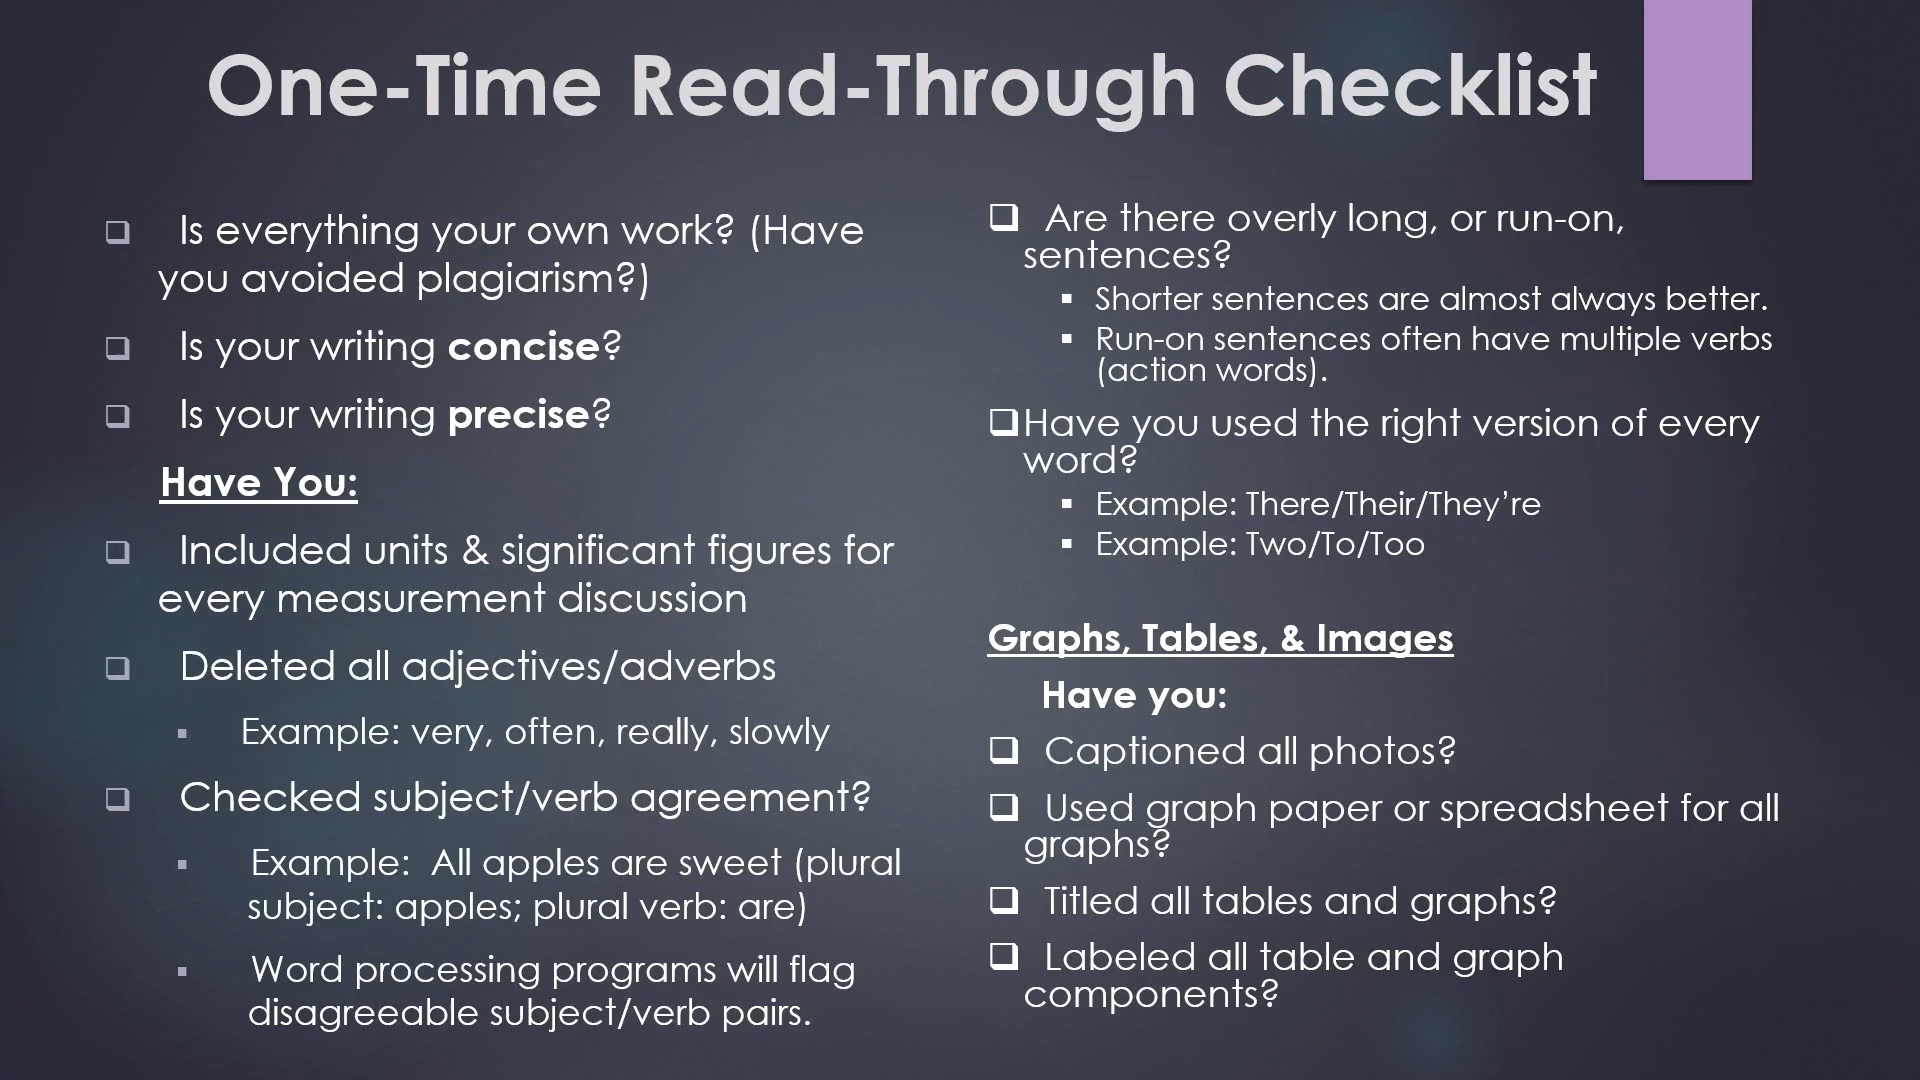 One-Time Read-Through Checklist
Is everything your own work? (Have
you avoided plagiarism?)
Is your writing concise?
Is your writing precise?
Have You:
Included units & significant figures for
every measurement discussion
Deleted all adjectives/adverbs
Example: very, often, really, slowly
Checked subject/verb agreement?
Example: All apples are sweet (plural
subject: apples; plural verb: are)
Word processing programs will flag
disagreeable subject/verb pairs.
Are there overly long, or run-on,
sentences?
Shorter sentences are almost always better.
Run-on sentences often have multiple verbs
(action words).
Have you used the right version of every
word?
Example: There/Their/They’re
Example: Two/To/Too
Graphs, Tables, & Images
Have you:
Captioned all photos?
Used graph paper or spreadsheet for all
graphs?
Titled all tables and graphs?
Labeled all table and graph
components?